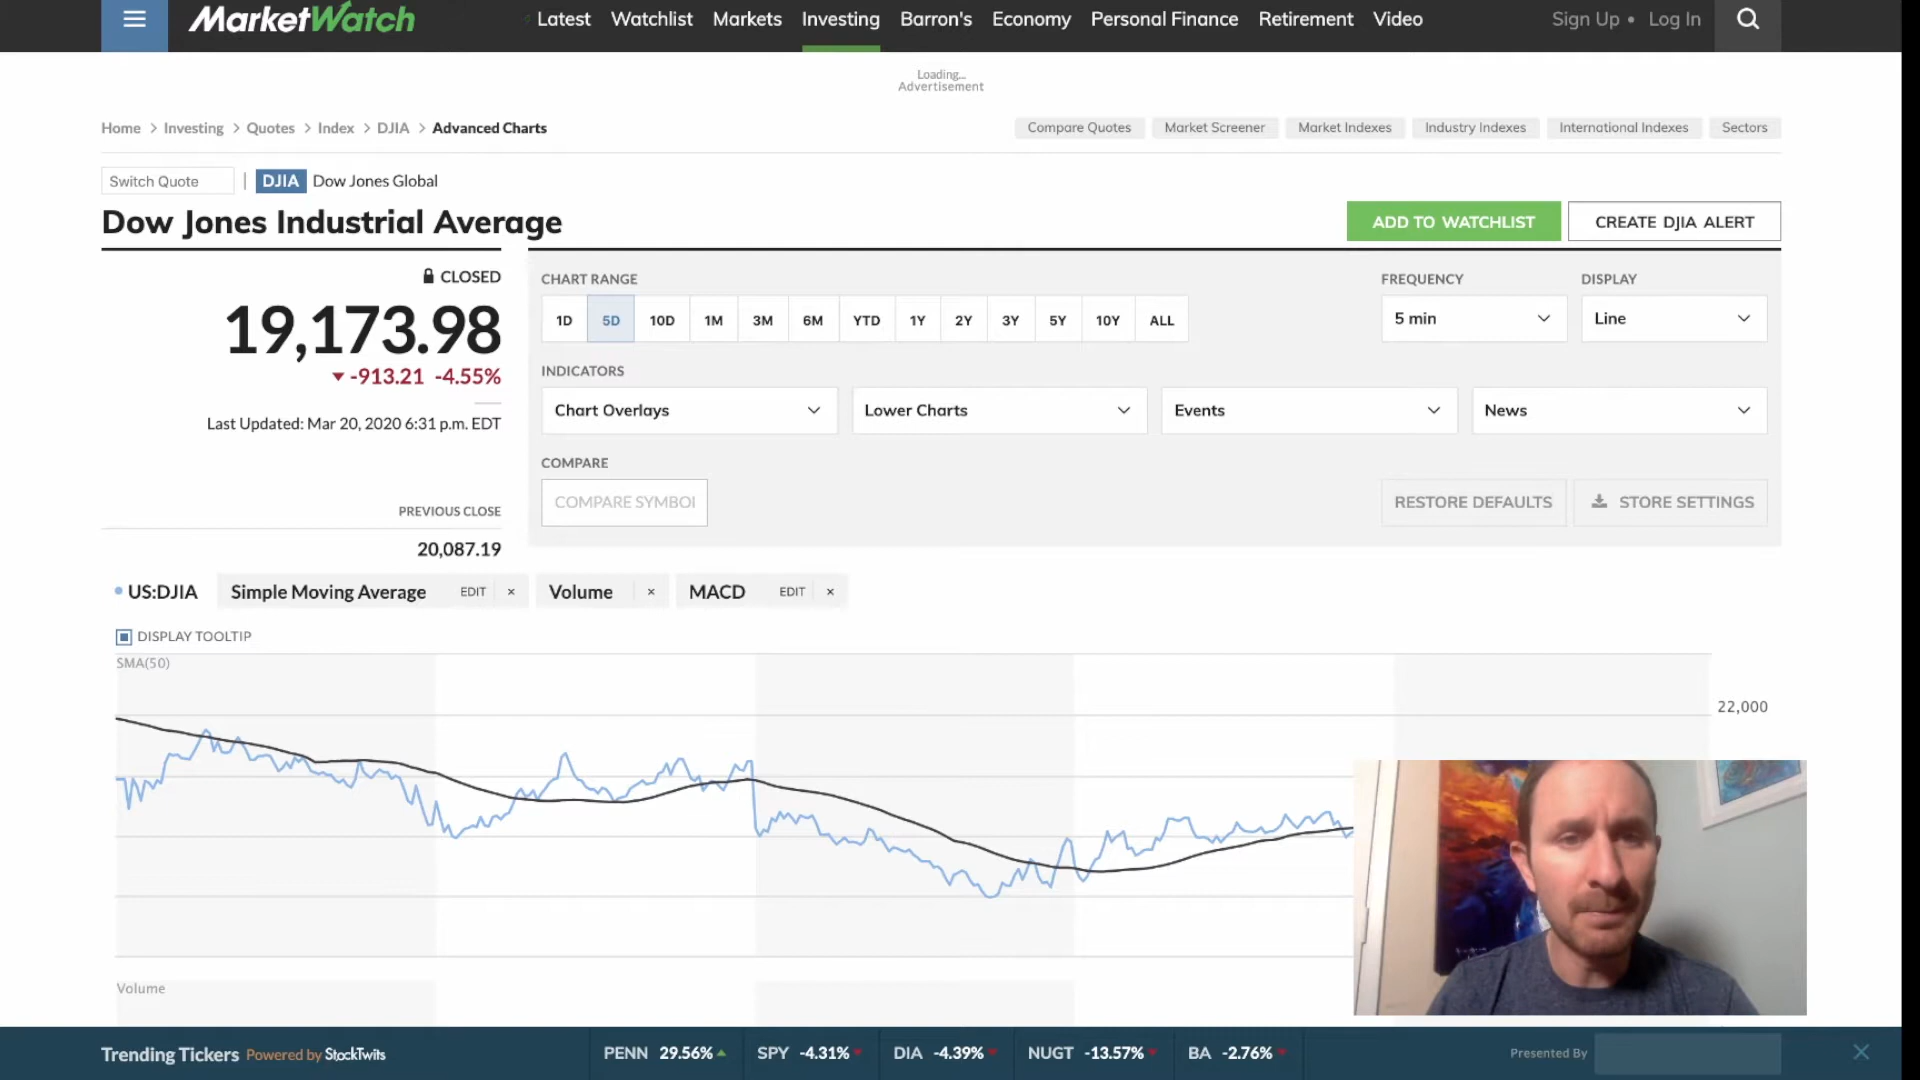 MarketWatch
Latest Watchlist Markets Investing Barron's Economy Personal Finance Retirement Video
Sign Up • Log In
Loading...
Advertisement
Home > Investing > Quotes > Index > DJIA > Advanced Charts
Compare Quotes Market Screener Market Indexes Industry Indexes International Indexes Sectors
Switch Quote | DJIA Dow Jones Global
Dow Jones Industrial Average
ADD TO WATCHLIST CREATE DJIA ALERT
CLOSED
19,173.98
-913.21 -4.55%
Last Updated: Mar 20, 2020 6:31 p.m. EDT
PREVIOUS CLOSE
20,087.19
CHART RANGE
1D 5D 10D 1M 3M 6M YTD 1Y 2Y 3Y 5Y 10Y ALL
FREQUENCY
5 min
DISPLAY
Line
INDICATORS
Chart Overlays Lower Charts Events News
COMPARE
COMPARE SYMBOL
RESTORE DEFAULTS STORE SETTINGS
US:DJIA Simple Moving Average EDIT × Volume × MACD EDIT ×
DISPLAY TOOLTIP
SMA(50)
22,000
Volume
Trending Tickers Powered by StockTwits
PENN 29.56% SPY -4.31% DIA -4.39% NUGT -13.57% BA -2.76%
Presented By